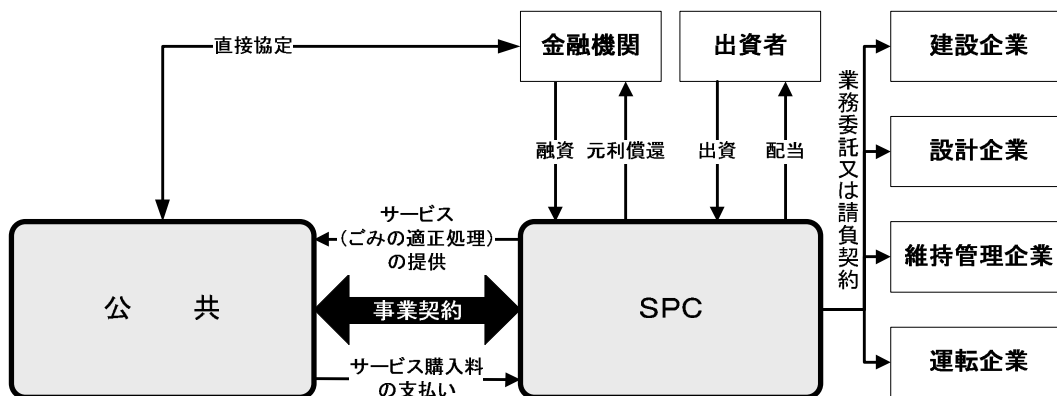 直接協定
金融機関
出資者
建設企業
設計企業
維持管理企業
運転企業
業務委託又は請負契約
融資
元利償還
出資
配当
サービス
(ごみの適正処理)
の提供
公　共
事業契約
SPC
サービス購入料
の支払い